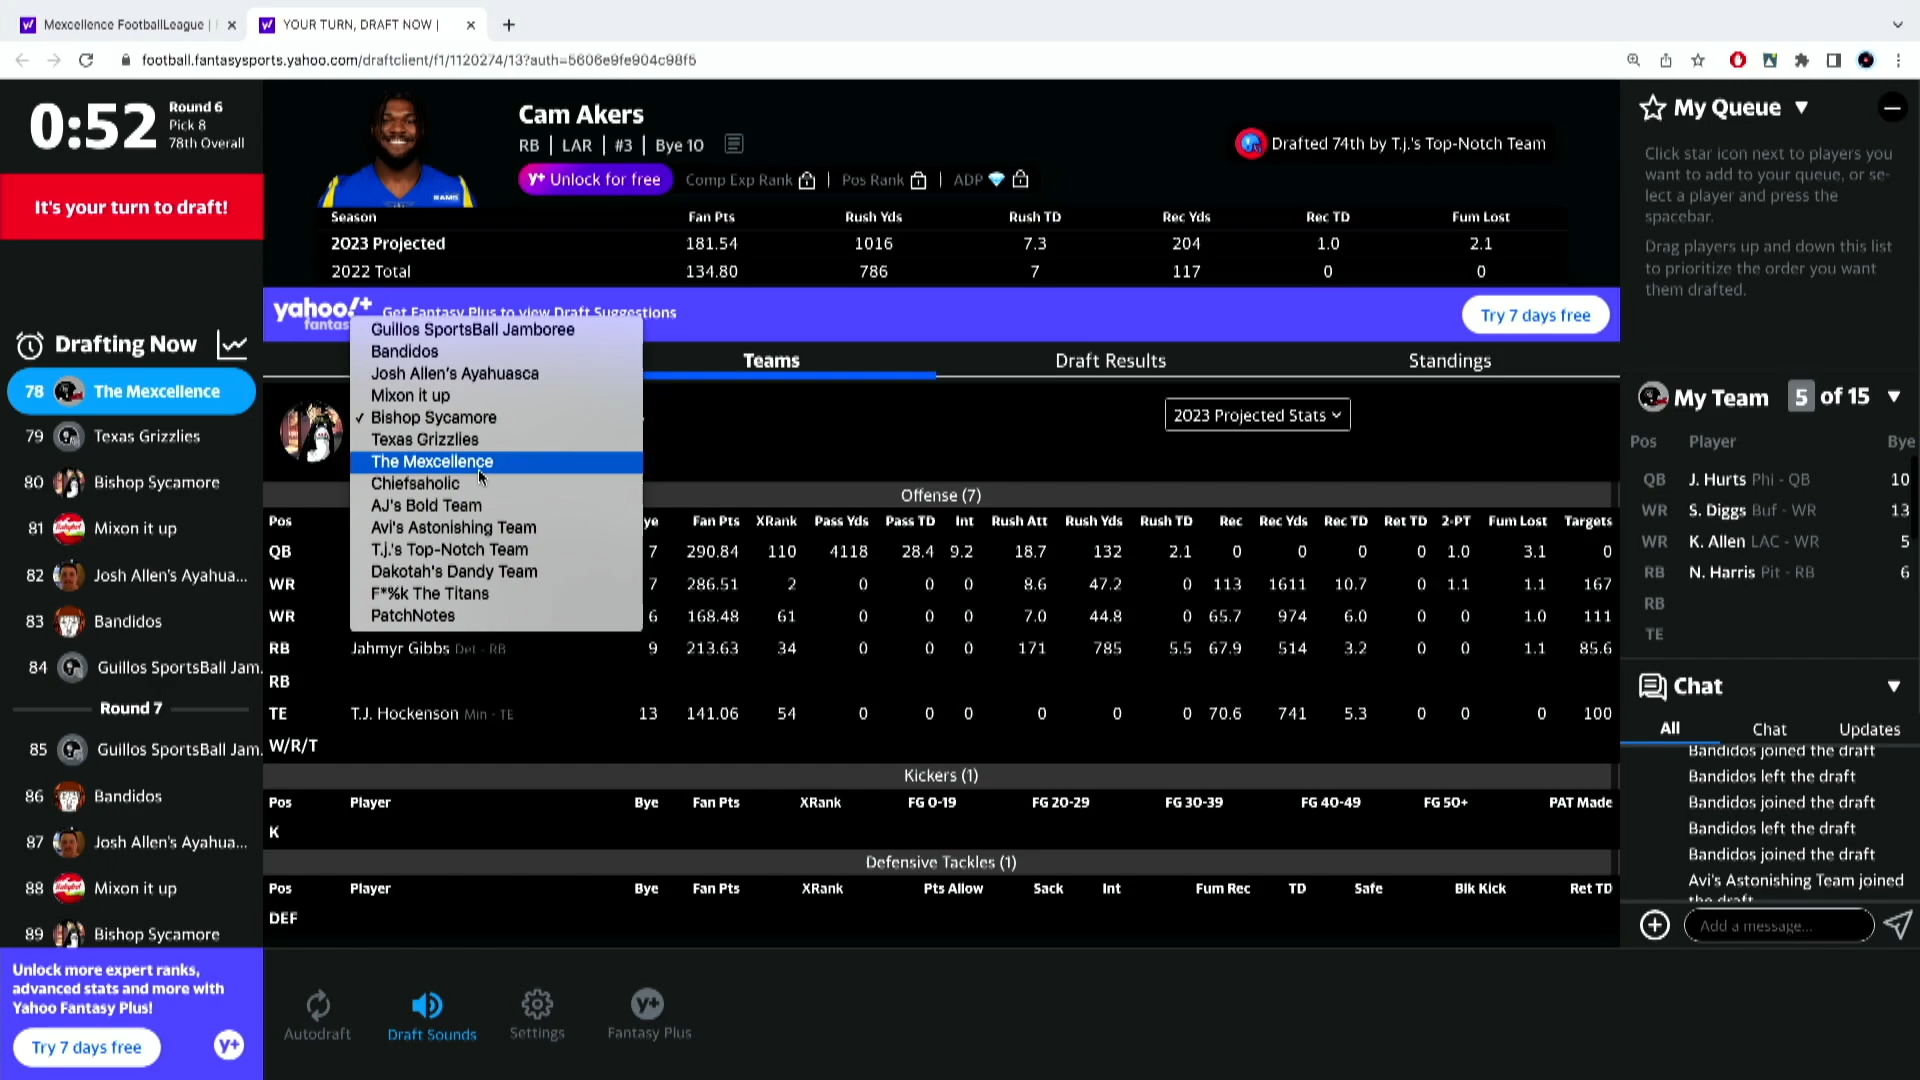 Mexcellence FootballLeague |
YOUR TURN, DRAFT NOW |
football.fantasysports.yahoo.com/draftclient/f1/1120274/13?auth=5606e9fe904c98f5
0:52
Round 6
Pick 8
78th Overall
It's your turn to draft!
Drafting Now
78 The Mexcellence
79 Texas Grizzlies
80 Bishop Sycamore
81 Mixon it up
82 Josh Allen's Ayahua...
83 Bandidos
84 Guillos SportsBall Jam.
Round 7
85 Guillos SportsBall Jam.
86 Bandidos
87 Josh Allen's Ayahua...
88 Mixon it up
89 Bishop Sycamore
Unlock more expert ranks,
advanced stats and more with
Yahoo Fantasy Plus!
Try 7 days free y+
Cam Akers
RB | LAR | #3 | Bye 10
Drafted 74th by T.j.'s Top-Notch Team
y+ Unlock for free Comp Exp Rank | Pos Rank | ADP
Season Fan Pts Rush Yds Rush TD Rec Yds Rec TD Fum Lost
2023 Projected 181.54 1016 7.3 204 1.0 2.1
2022 Total 134.80 786 7 117 0 0
yahoo!+
fantas
Get Fantasy Plus to view Draft Suggestions
Try 7 days free
Teams Draft Results Standings
Guillos SportsBall Jamboree
Bandidos
Josh Allen's Ayahuasca
Mixon it up
✓ Bishop Sycamore
Texas Grizzlies
The Mexcellence
Chiefsaholic
AJ's Bold Team
Avi's Astonishing Team
T.j.'s Top-Notch Team
Dakotah's Dandy Team
F*%k The Titans
PatchNotes
2023 Projected Stats
Offense (7)
Pos ye Fan Pts XRank Pass Yds Pass TD Int Rush Att Rush Yds Rush TD Rec Rec Yds Rec TD Ret TD 2-PT Fum Lost Targets
QB 7 290.84 110 4118 28.4 9.2 18.7 132 2.1 0 0 0 0 1.0 3.1 0
WR 7 286.51 2 0 0 0 8.6 47.2 0 113 1611 10.7 0 1.1 1.1 167
WR 6 168.48 61 0 0 0 7.0 44.8 0 65.7 974 6.0 0 0 1.0 111
RB Jahmyr Gibbs Det - RB 9 213.63 34 0 0 0 171 785 5.5 67.9 514 3.2 0 0 1.1 85.6
RB
TE T.J. Hockenson Min - TE 13 141.06 54 0 0 0 0 0 0 70.6 741 5.3 0 0 0 100
W/R/T
Kickers (1)
Pos Player Bye Fan Pts XRank FG 0-19 FG 20-29 FG 30-39 FG 40-49 FG 50+ PAT Made
K
Defensive Tackles (1)
Pos Player Bye Fan Pts XRank Pts Allow Sack Int Fum Rec TD Safe Blk Kick Ret TD
DEF
Autodraft Draft Sounds Settings y+ Fantasy Plus
My Queue
Click star icon next to players you
want to add to your queue, or se-
lect a player and press the
spacebar.
Drag players up and down this list
to prioritize the order you want
them drafted.
My Team 5 of 15
Pos Player Bye
QB J. Hurts Phi - QB 10
WR S. Diggs Buf - WR 13
WR K. Allen LAC - WR 5
RB N. Harris Pit - RB 6
RB
TE
Chat
All Chat Updates
Bandidos joined the draft
Bandidos left the draft
Bandidos joined the draft
Bandidos left the draft
Bandidos joined the draft
Avi's Astonishing Team joined
the draft
Add a message...